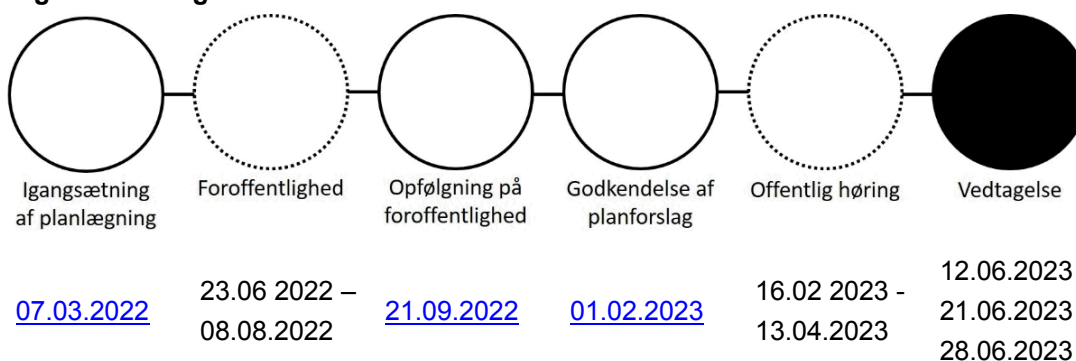 Igangsætning
af planlægning
Foroffentlighed
Opfølgning på
foroffentlighed
Godkendelse af
planforslag
Offentlig høring
Vedtagelse
07.03.2022
23.06 2022 –
08.08.2022
21.09.2022
01.02.2023
16.02 2023 -
13.04.2023
12.06.2023
21.06.2023
28.06.2023